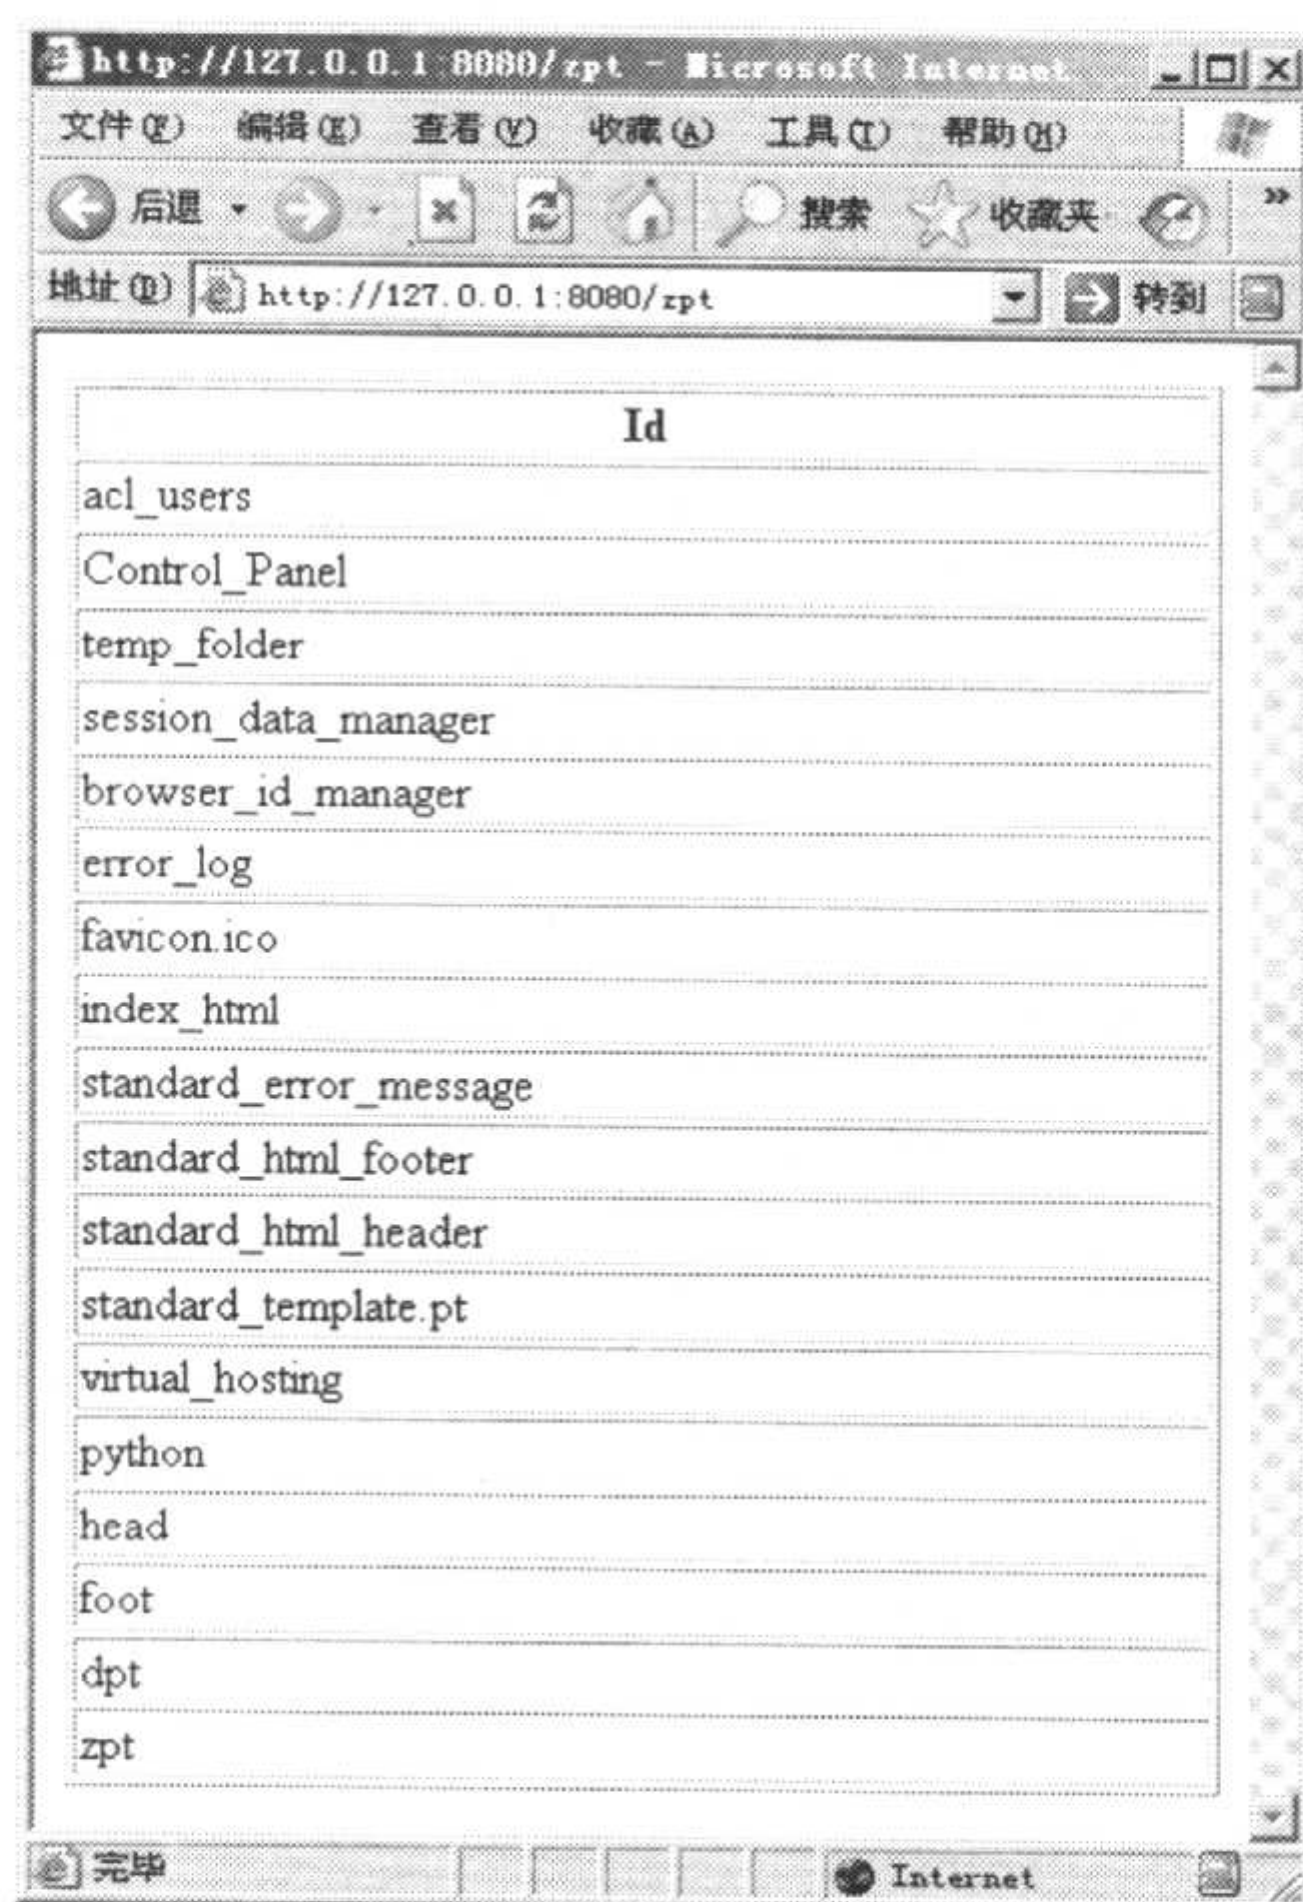 http://127.0.0.1:8080/zpt - Microsoft Internet
文件(F) 编辑(E) 查看(V) 收藏(A) 工具(T) 帮助(H)
后退 搜索 收藏夹 »
地址(D) http://127.0.0.1:8080/zpt 转到
Id
acl_users
Control_Panel
temp_folder
session_data_manager
browser_id_manager
error_log
favicon.ico
index_html
standard_error_message
standard_html_footer
standard_html_header
standard_template.pt
virtual_hosting
python
head
foot
dpt
zpt
完毕 Internet